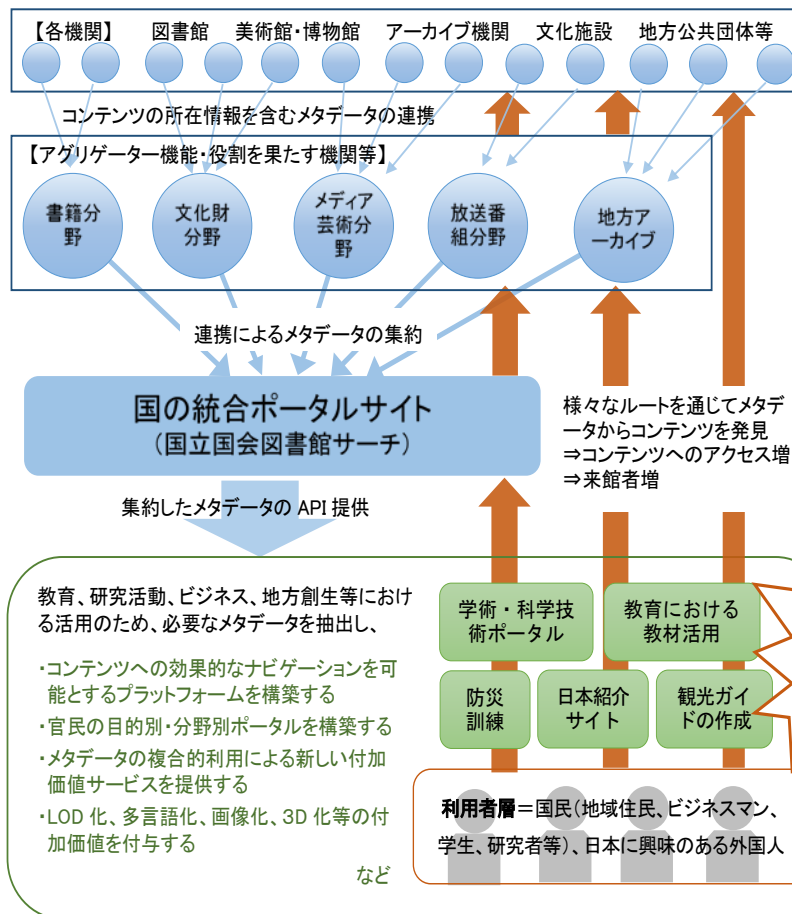 【各機関】 図書館 美術館・博物館 アーカイブ機関 文化施設 地方公共団体等
コンテンツの所在情報を含むメタデータの連携
【アグリゲーター機能・役割を果たす機関等】
書籍分
野
文化財
分野
メディア
芸術分
野
放送番
組分野
地方ア
ーカイブ
連携によるメタデータの集約
国の統合ポータルサイト
（国立国会図書館サーチ）
様々なルートを通じてメタデ
ータからコンテンツを発見
⇒コンテンツへのアクセス増
⇒来館者増
集約したメタデータの API 提供
教育、研究活動、ビジネス、地方創生等におけ
る活用のため、必要なメタデータを抽出し、
・コンテンツへの効果的なナビゲーションを可
能とするプラットフォームを構築する
・官民の目的別・分野別ポータルを構築する
・メタデータの複合的利用による新しい付加
価値サービスを提供する
・LOD 化、多言語化、画像化、3D 化等の付
加価値を付与する
など
学術・科学技
術ポータル
教育における
教材活用
防災
訓練
日本紹介
サイト
観光ガイ
ドの作成
利用者層＝国民（地域住民、ビジネスマン、
学生、研究者等）、日本に興味のある外国人